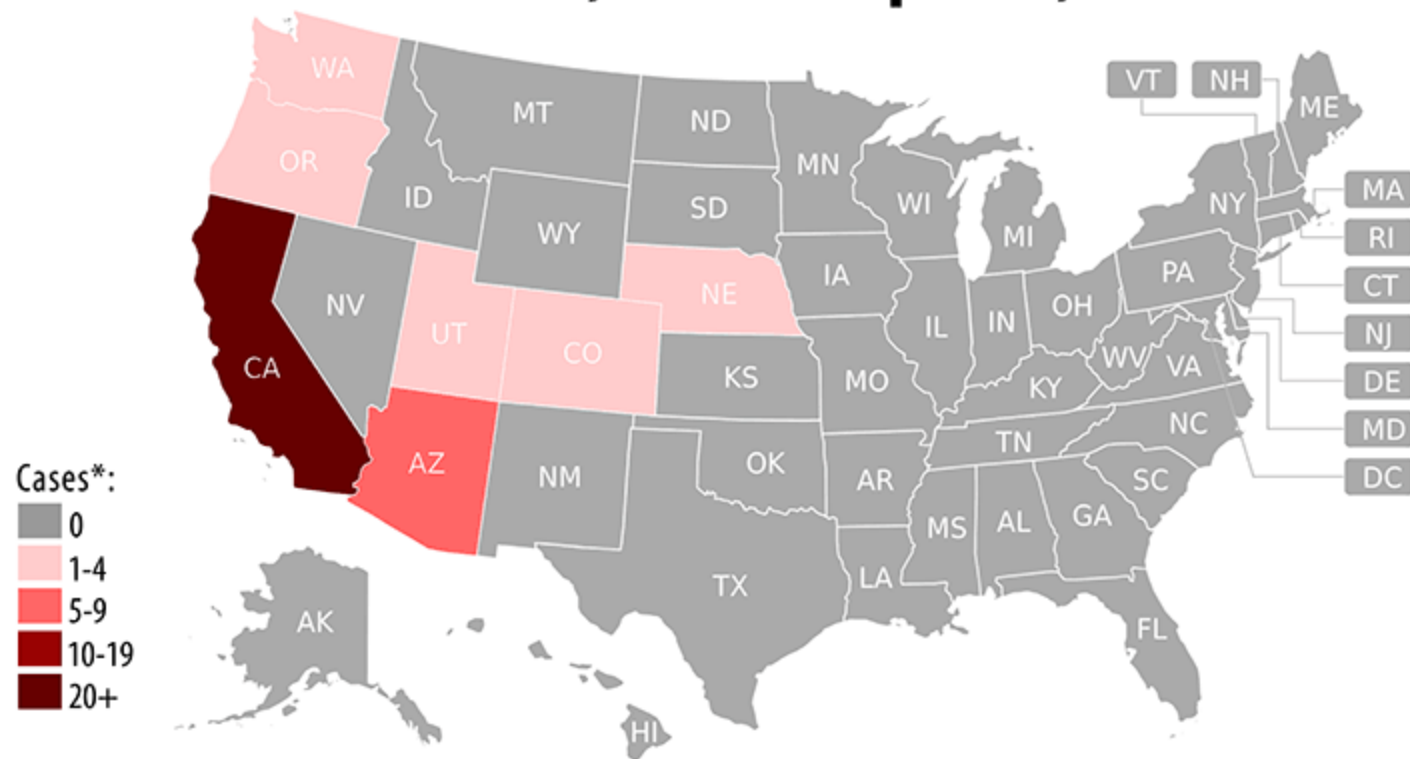 WA
MT
ND
MN
OR
ID
WY
SD
WI
MI
NY
VT
NH
ME
MA
RI
CT
NJ
DE
MD
DC
NV
UT
CO
NE
IA
IL
IN
OH
PA
CA
AZ
NM
KS
MO
KY
WV
VA
OK
AR
TN
NC
SC
TX
LA
MS
AL
GA
FL
AK
HI
Cases*:
0
1-4
5-9
10-19
20+